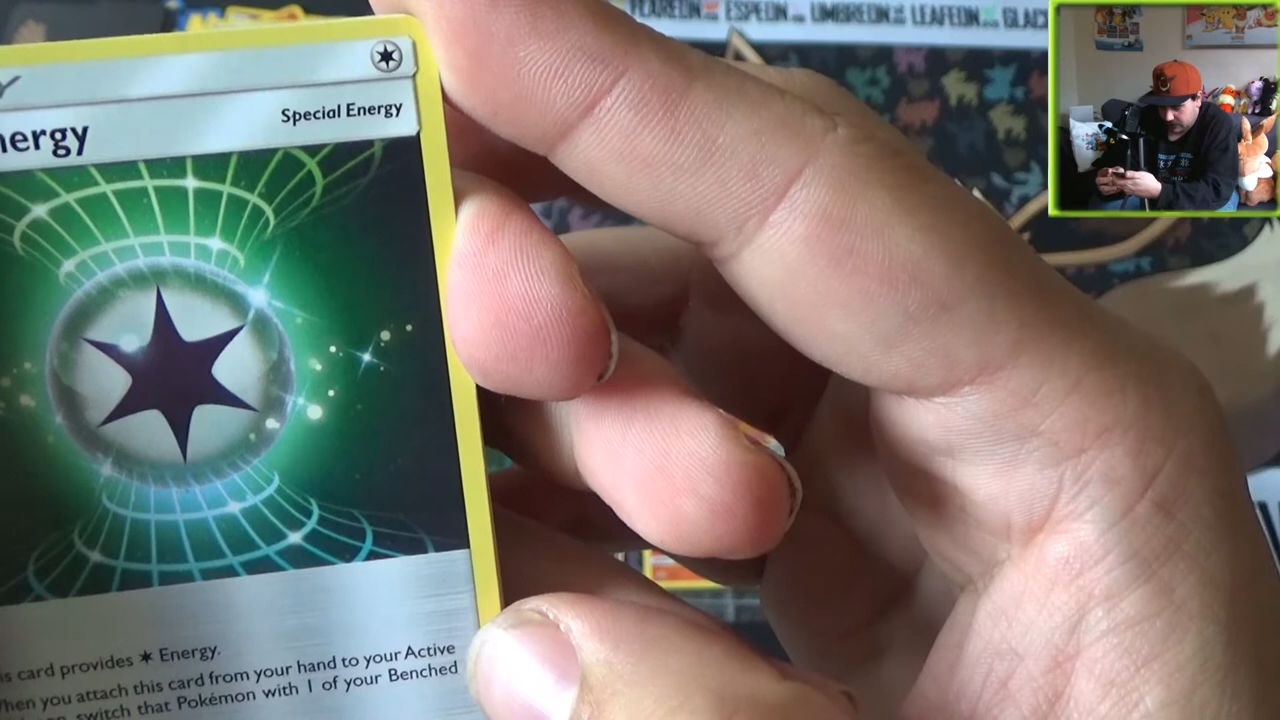 FLAREON ESPEON UMBREON LEAFEON GLAC
Y
Special Energy
nergy
is card provides Energy.
When you attach this card from your hand to your Active
switch that Pokémon with 1 of your Benched